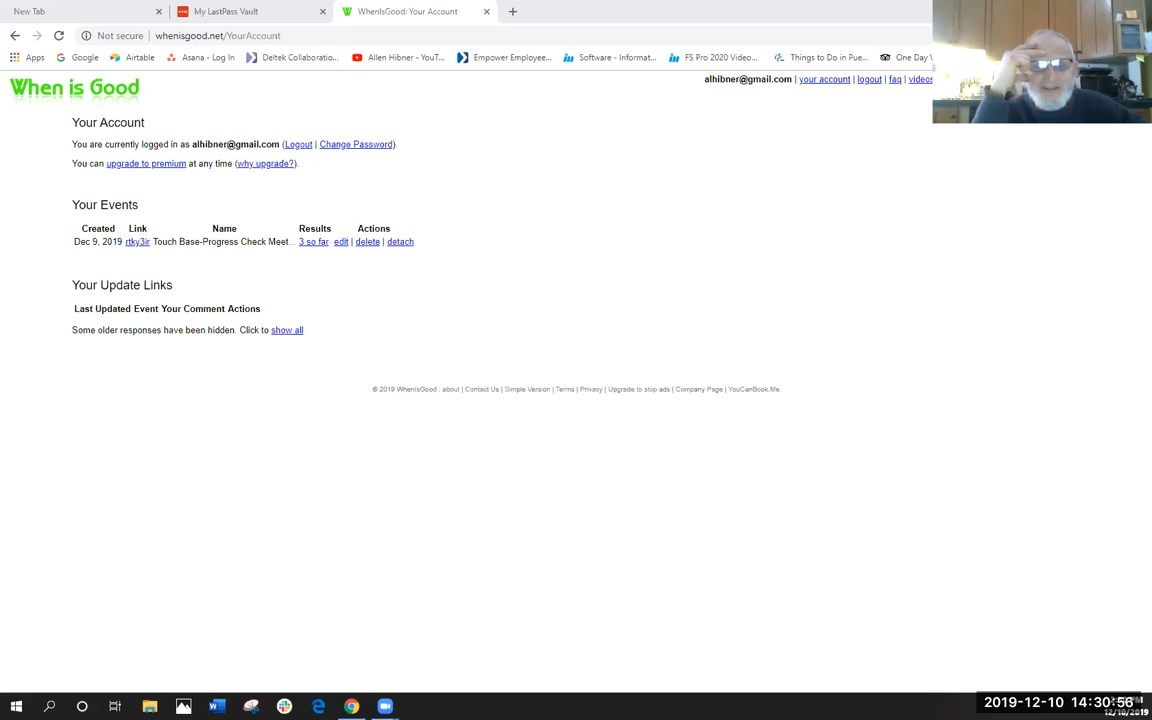 New Tab
My LastPass Vault
WhenIsGood: Your Account
Not secure
whenisgood.net/YourAccount
Apps
Google
Airtable
Asana - Log In
Deltek Collaboratio...
Allen Hibner - YouT...
Empower Employee...
Software - Informat...
FS Pro 2020 Video...
Things to Do in Pue...
One Day
When is Good
alhibner@gmail.com | your account | logout | faq | videos
Your Account
You are currently logged in as alhibner@gmail.com (Logout | Change Password).
You can upgrade to premium at any time (why upgrade?).
Your Events
Created Link Name Results Actions
Dec 9, 2019 rtky3ir Touch Base-Progress Check Meet... 3 so far edit | delete | detach
Your Update Links
Last Updated Event Your Comment Actions
Some older responses have been hidden. Click to show all
© 2019 WhenIsGood : about | Contact Us | Simple Version | Terms | Privacy | Upgrade to stop ads | Company Page | YouCanBook.Me
2019-12-10 14:30:56
12/10/2019